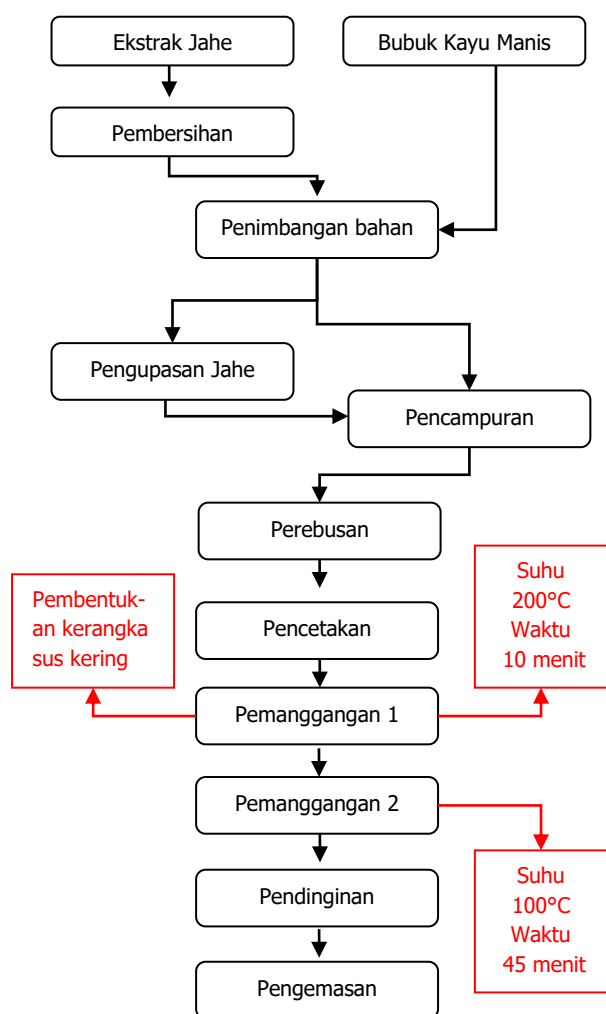 Ekstrak Jahe
Bubuk Kayu Manis
Pembersihan
Penimbangan bahan
Pengupasan Jahe
Pencampuran
Perebusan
Pembentuk-
an kerangka
sus kering
Suhu
200°C
Waktu
10 menit
Pencetakan
Pemanggangan 1
Pemanggangan 2
Suhu
100°C
Waktu
45 menit
Pendinginan
Pengemasan